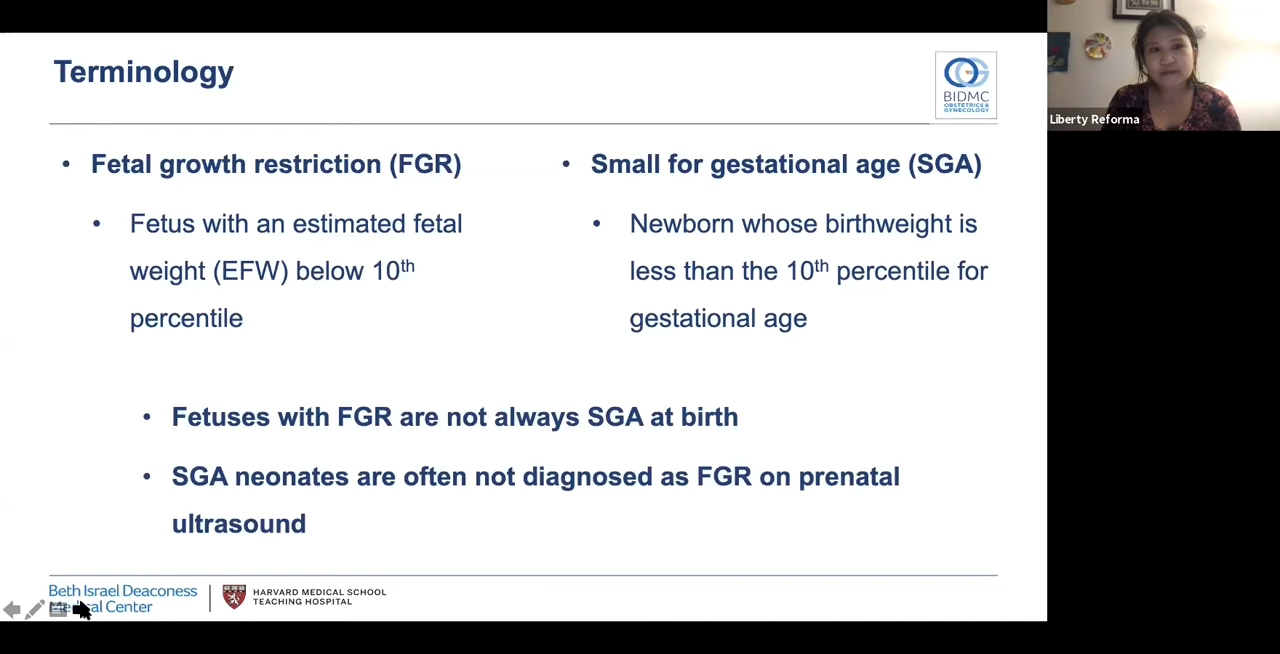 Terminology
BIDMC
OBSTETRICS &
GYNECOLOGY
Liberty Reforma
• Fetal growth restriction (FGR)
• Fetus with an estimated fetal
weight (EFW) below 10th
percentile
• Small for gestational age (SGA)
• Newborn whose birthweight is
less than the 10th percentile for
gestational age
• Fetuses with FGR are not always SGA at birth
• SGA neonates are often not diagnosed as FGR on prenatal
ultrasound
Beth Israel Deaconess
Medical Center
HARVARD MEDICAL SCHOOL
TEACHING HOSPITAL